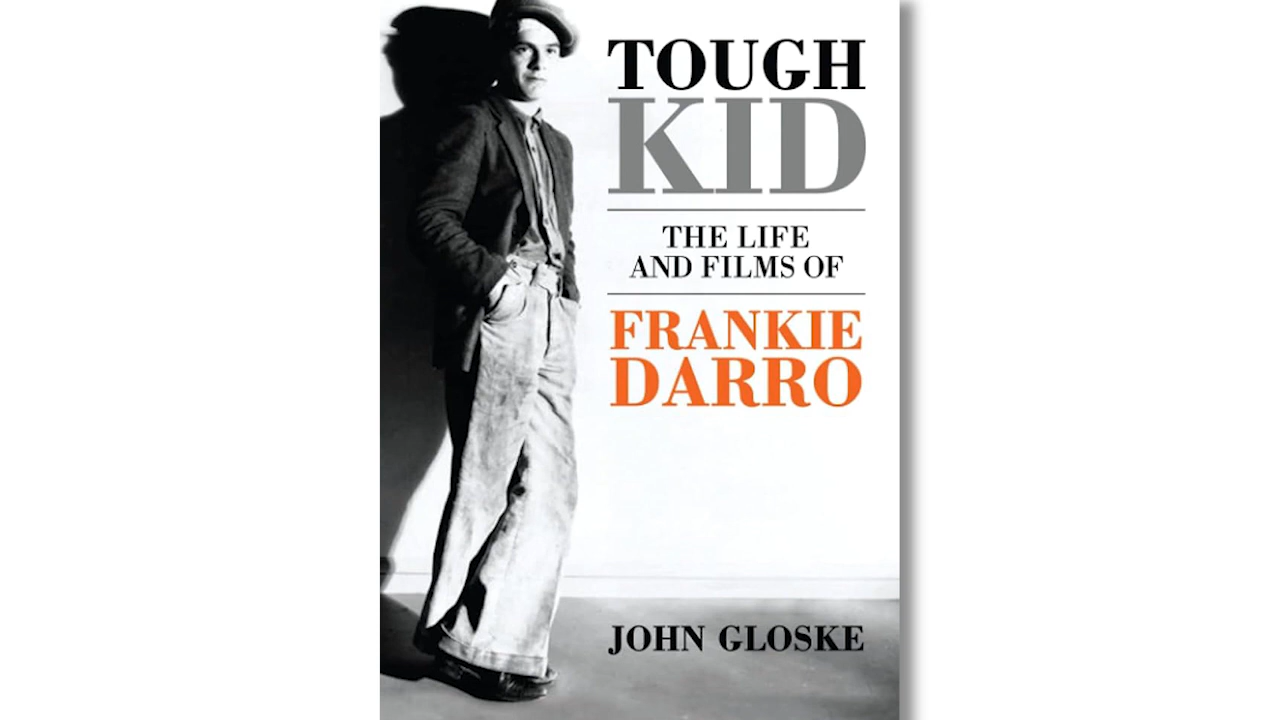 TOUGH
KID
THE LIFE
AND FILMS OF
FRANKIE
DARRO
JOHN GLOSKE